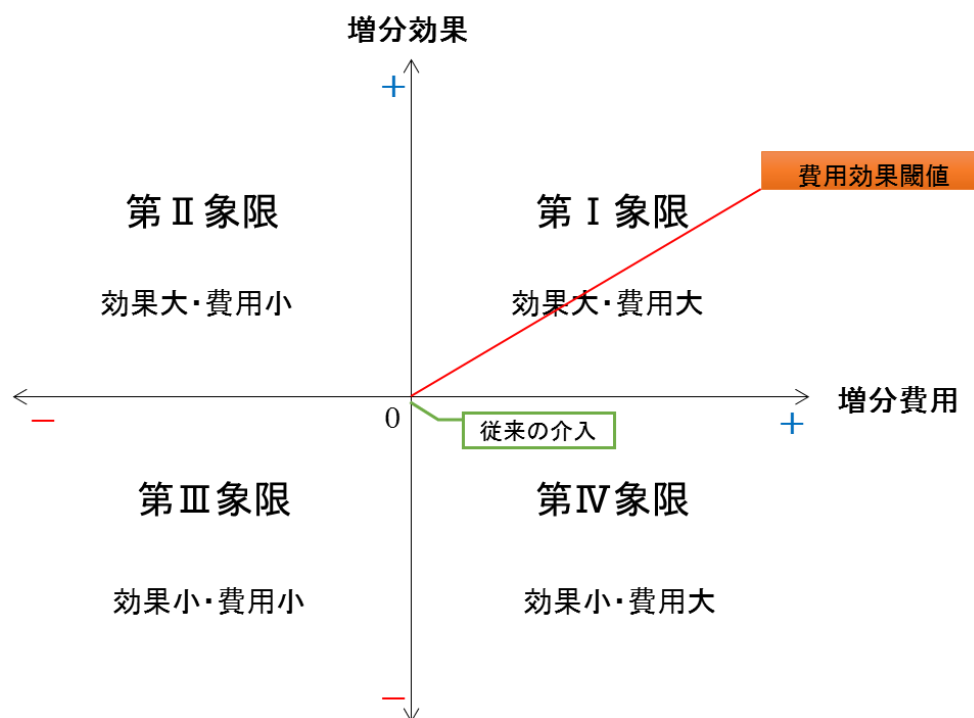 増分効果
＋
費用効果閾値
第Ⅱ象限
第Ⅰ象限
効果大・費用小
効果大・費用大
増分費用
－
0
従来の介入
＋
第Ⅲ象限
第Ⅳ象限
効果小・費用小
効果小・費用大
－